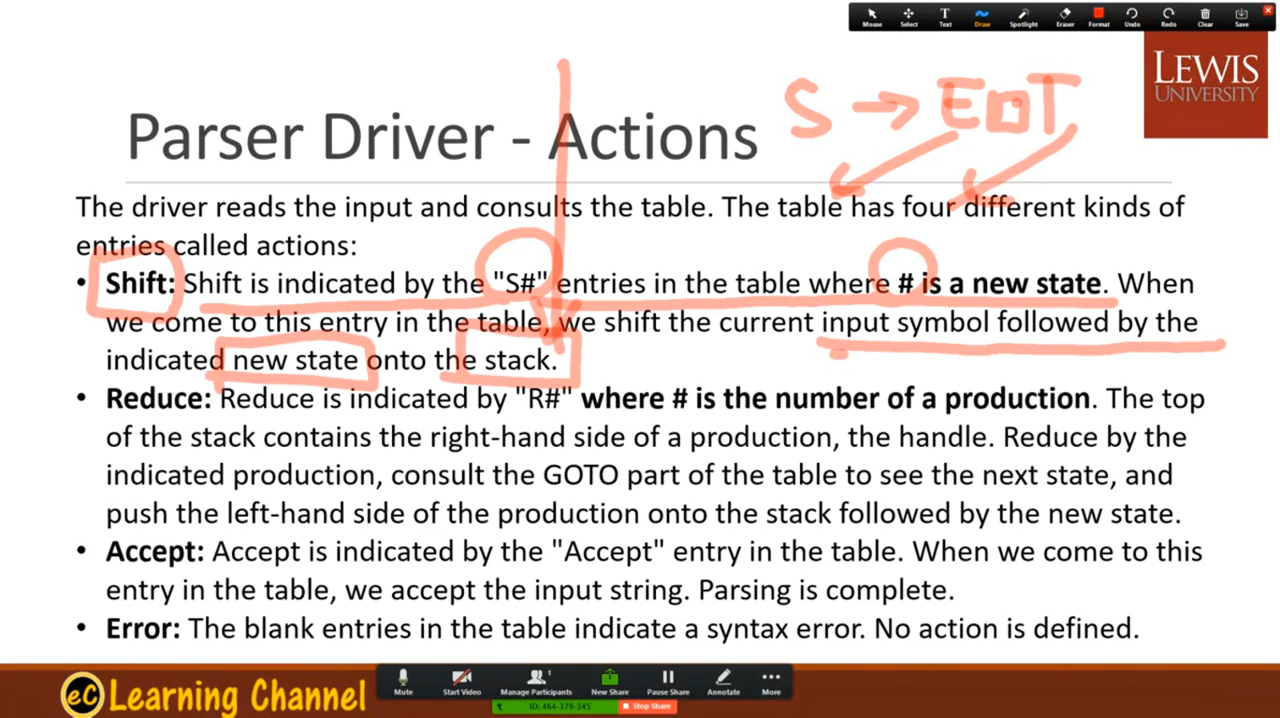 Mouse Select Text Draw Spotlight Eraser Format Undo Redo Clear Save
LEWIS
UNIVERSITY
S → E □ T
Parser Driver - Actions
The driver reads the input and consults the table. The table has four different kinds of
entries called actions:
• Shift: Shift is indicated by the "S#" entries in the table where # is a new state. When
we come to this entry in the table, we shift the current input symbol followed by the
indicated new state onto the stack.
• Reduce: Reduce is indicated by "R#" where # is the number of a production. The top
of the stack contains the right-hand side of a production, the handle. Reduce by the
indicated production, consult the GOTO part of the table to see the next state, and
push the left-hand side of the production onto the stack followed by the new state.
• Accept: Accept is indicated by the "Accept" entry in the table. When we come to this
entry in the table, we accept the input string. Parsing is complete.
• Error: The blank entries in the table indicate a syntax error. No action is defined.
eC Learning Channel
Mute Start Video Manage Participants 1 New Share Pause Share Annotate More
ID: 464-379-345 Stop Share